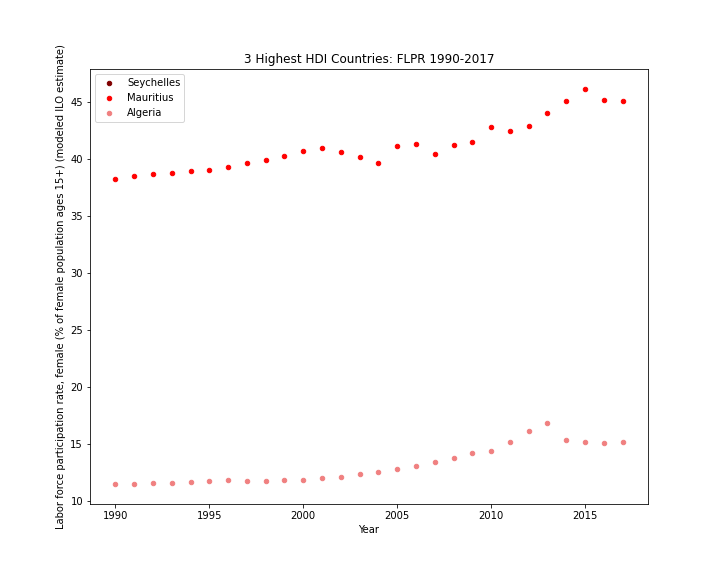 3 Highest HDI Countries: FLPR 1990-2017
Labor force participation rate, female (% of female population ages 15+) (modeled ILO estimate)
Seychelles
Mauritius
Algeria
45
40
35
30
25
20
15
10
1990 1995 2000 2005 2010 2015
Year